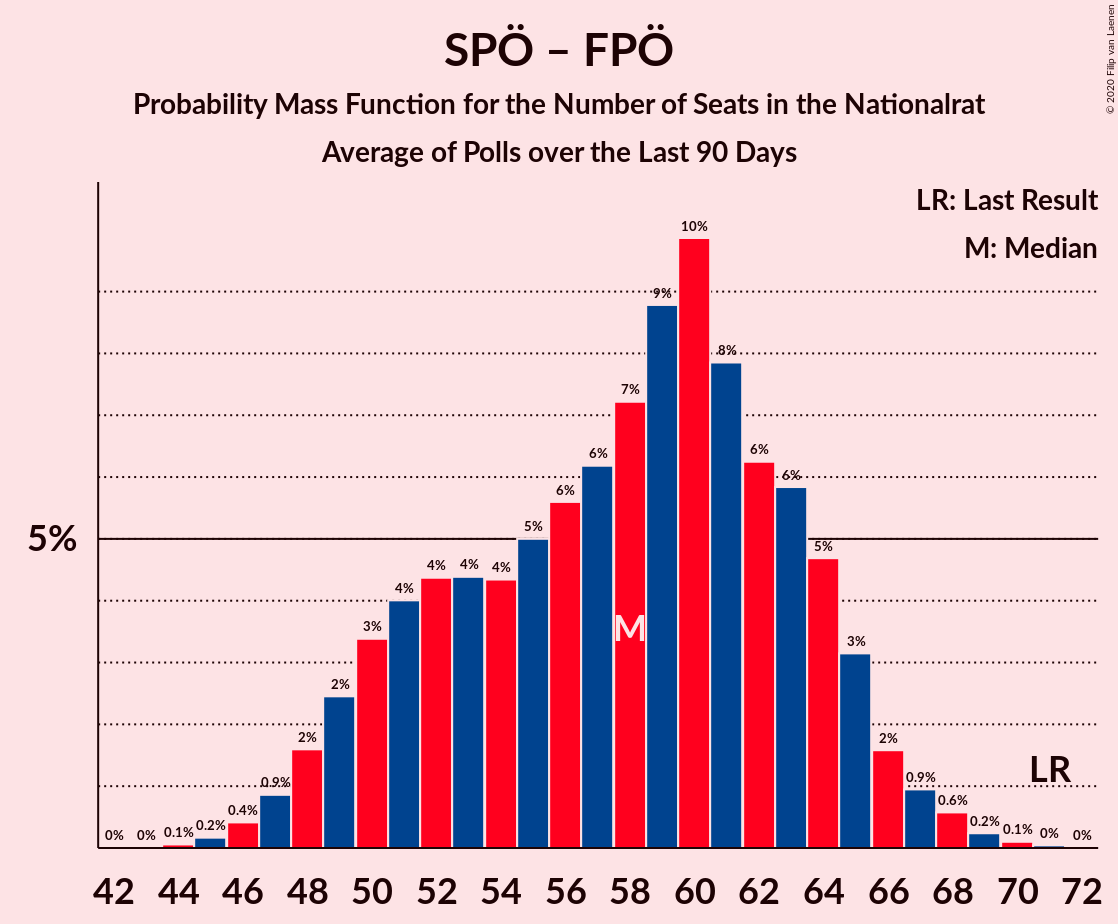 SPÖ – FPÖ
Probability Mass Function for the Number of Seats in the Nationalrat
Average of Polls over the Last 90 Days
© 2020 Filip van Laenen
LR: Last Result
M: Median
5%
0% 0% 0.1% 0.2% 0.4% 0.9% 2% 2% 3% 4% 4% 4% 4% 5% 6% 6% 7% 9% 10% 8% 6% 6% 5% 3% 2% 0.9% 0.6% 0.2% 0.1% 0% 0%
M
LR
42 44 46 48 50 52 54 56 58 60 62 64 66 68 70 72